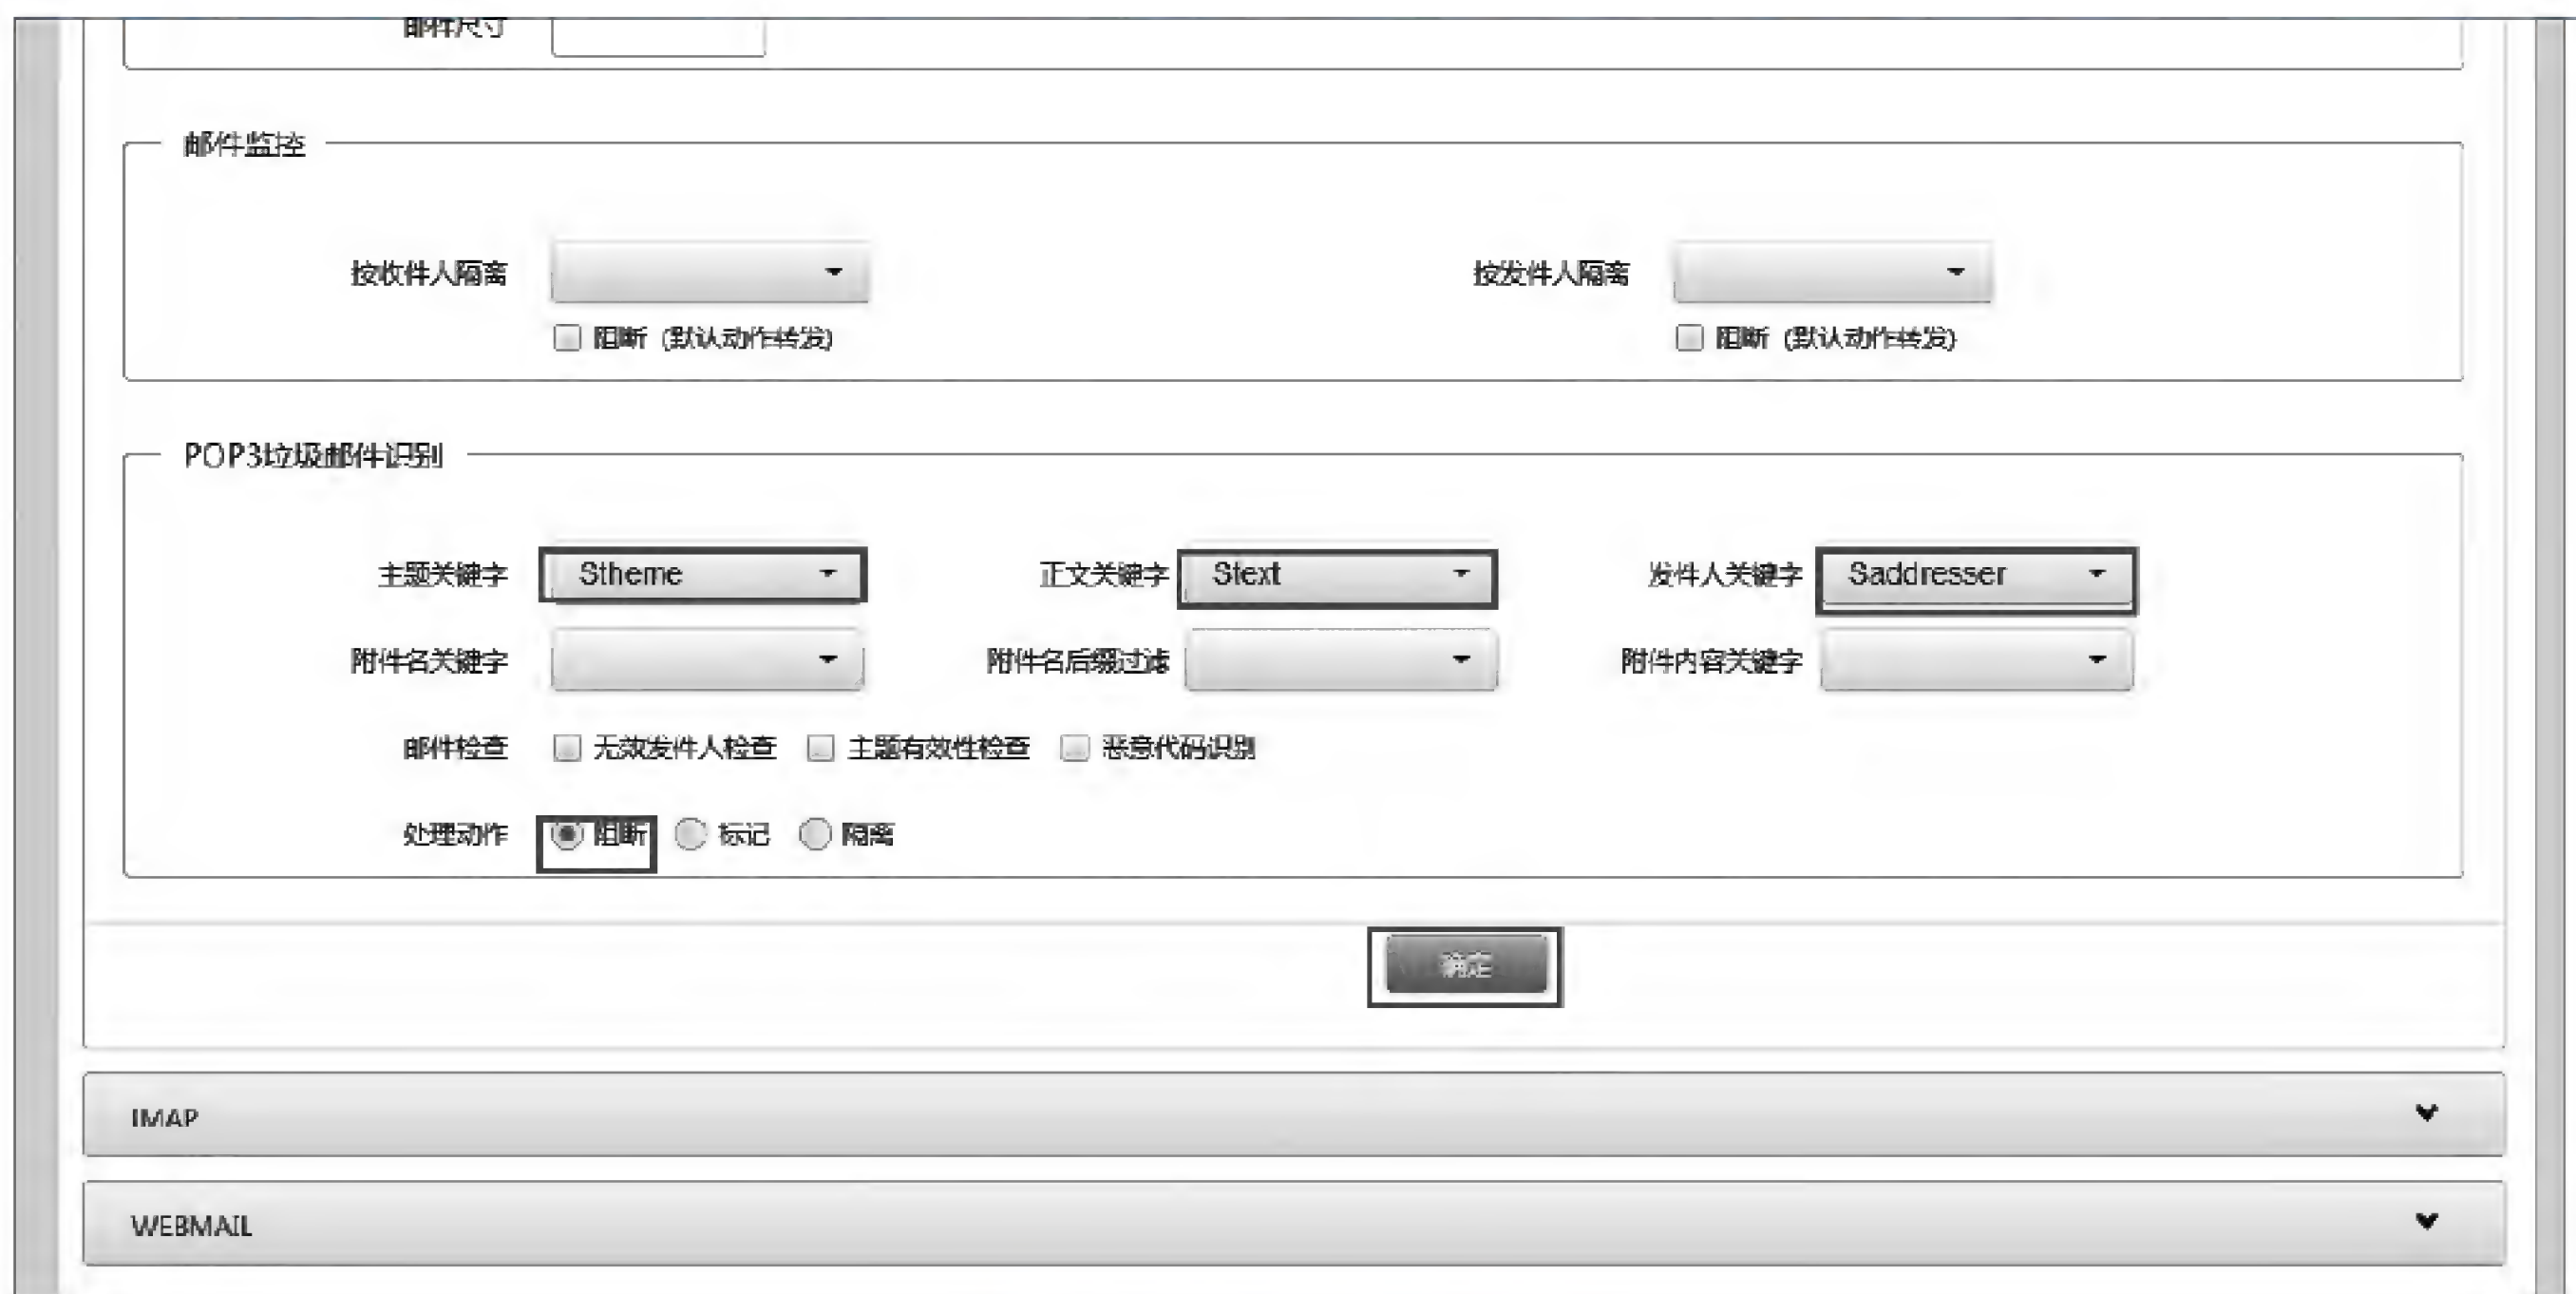 邮件尺寸
邮件监控
按收件人隔离 按发件人隔离
阻断 (默认动作转发) 阻断 (默认动作转发)
POP3垃圾邮件识别
主题关键字 Stheme 正文关键字 Stext 发件人关键字 Saddresser
附件名关键字 附件名后缀过滤 附件内容关键字
邮件检查 无效发件人检查 主题有效性检查 恶意代码识别
处理动作 阻断 标记 隔离
确定
IMAP
WEBMAIL